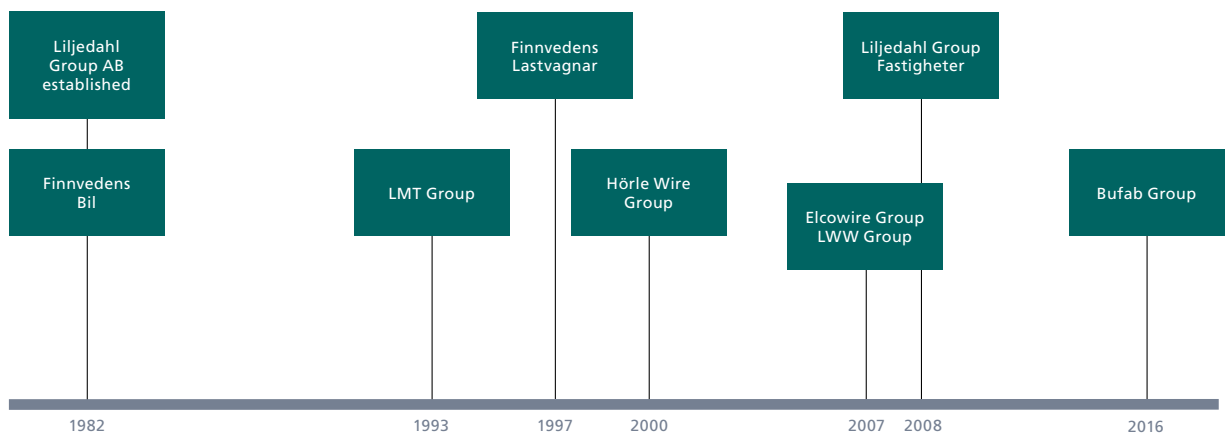 Liljedahl
Group AB
established
Finnvedens
Bil
LMT Group
Finnvedens
Lastvagnar
Hörle Wire
Group
Elcowire Group
LWW Group
Liljedahl Group
Fastigheter
Bufab Group
1982
1993
1997
2000
2007
2008
2016